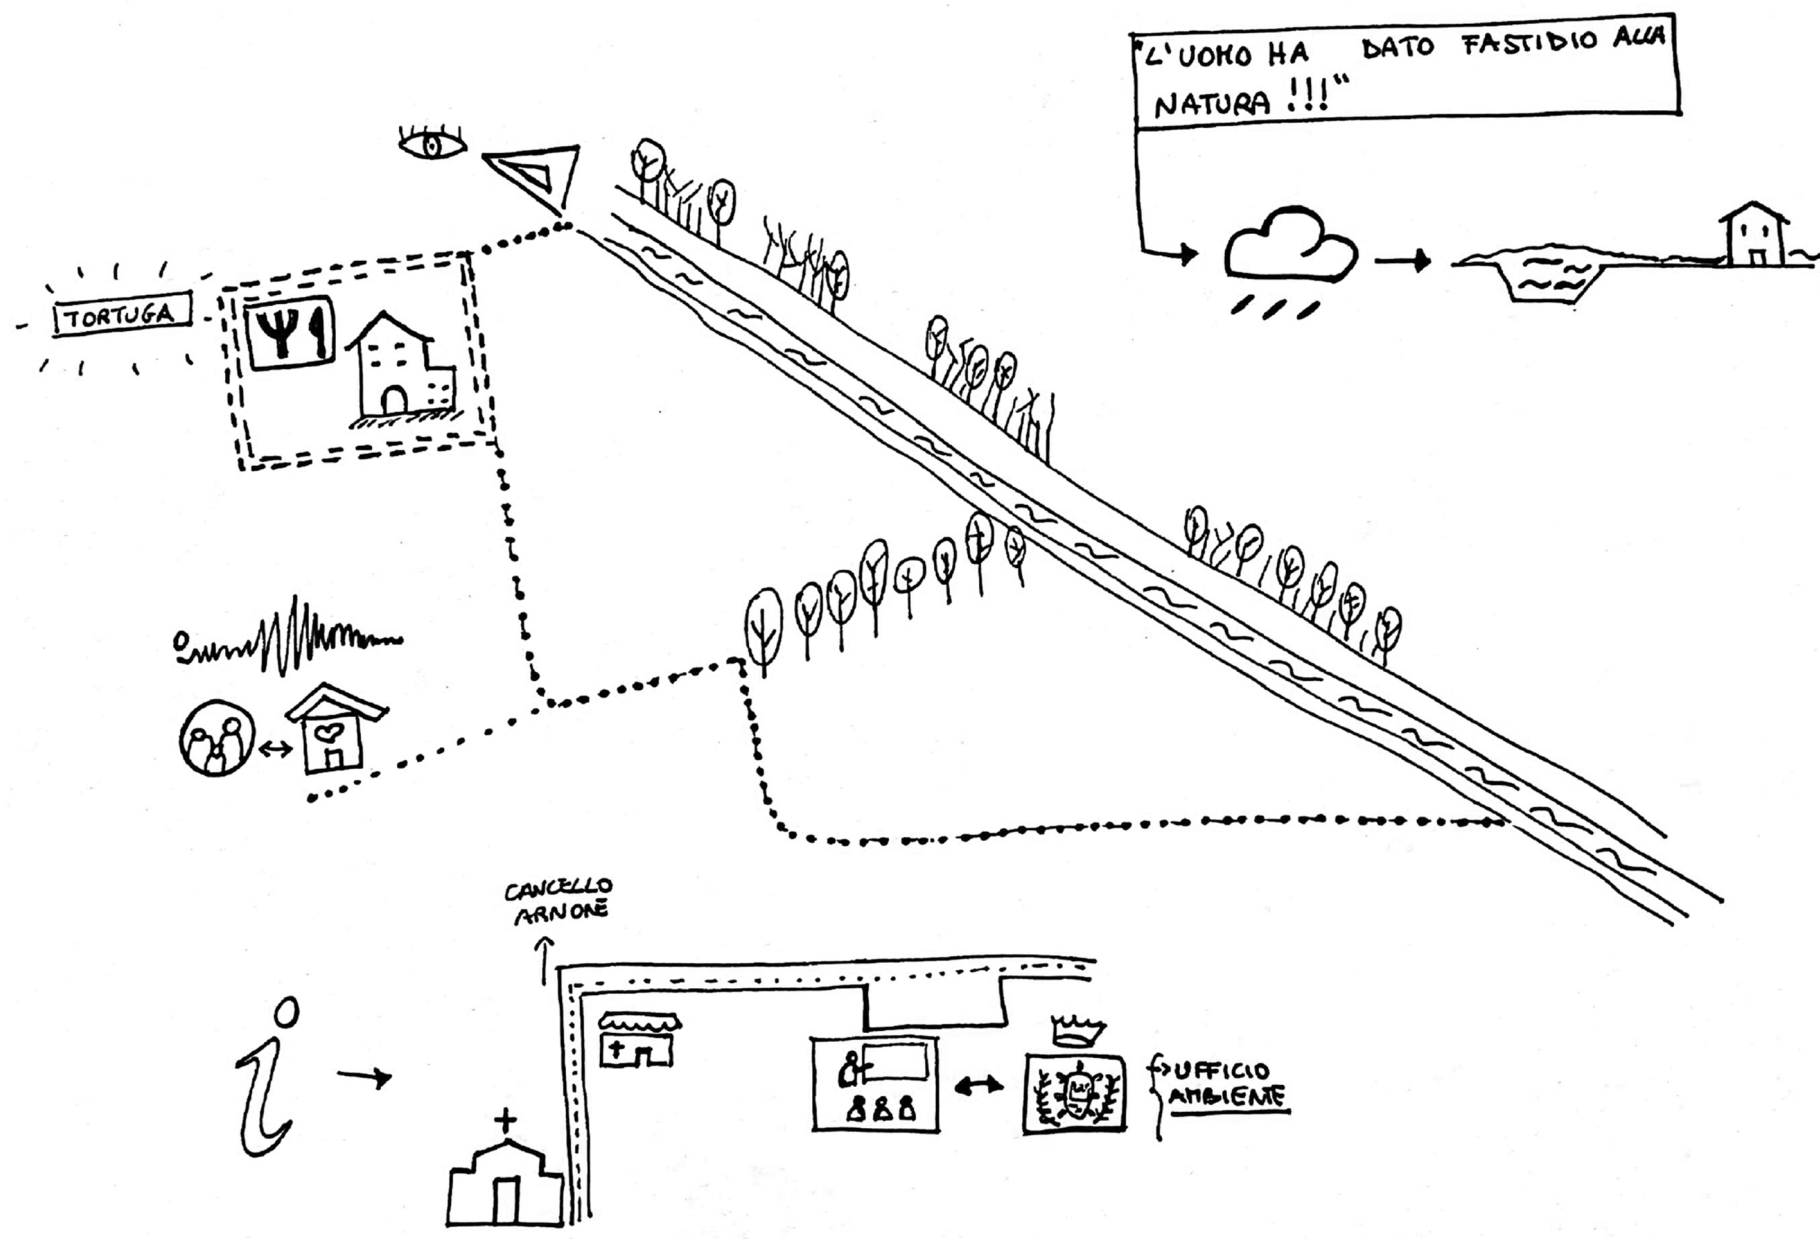 "L'UOMO HA DATO FASTIDIO ALLA
NATURA !!!"
TORTUGA
CANCELLO
ARNONE
i
UFFICIO
AMBIENTE